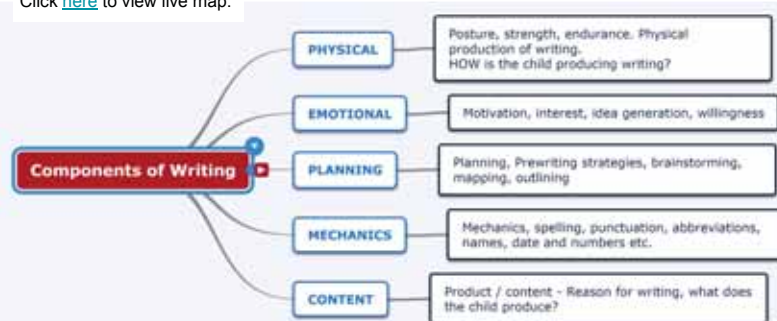 Click here to view live map.
Components of Writing
PHYSICAL
Posture, strength, endurance. Physical
production of writing.
HOW is the child producing writing?
EMOTIONAL
Motivation, interest, idea generation, willingness
PLANNING
Planning, Prewriting strategies, brainstorming,
mapping, outlining
MECHANICS
Mechanics, spelling, punctuation, abbreviations,
names, date and numbers etc.
CONTENT
Product / content - Reason for writing, what does
the child produce?